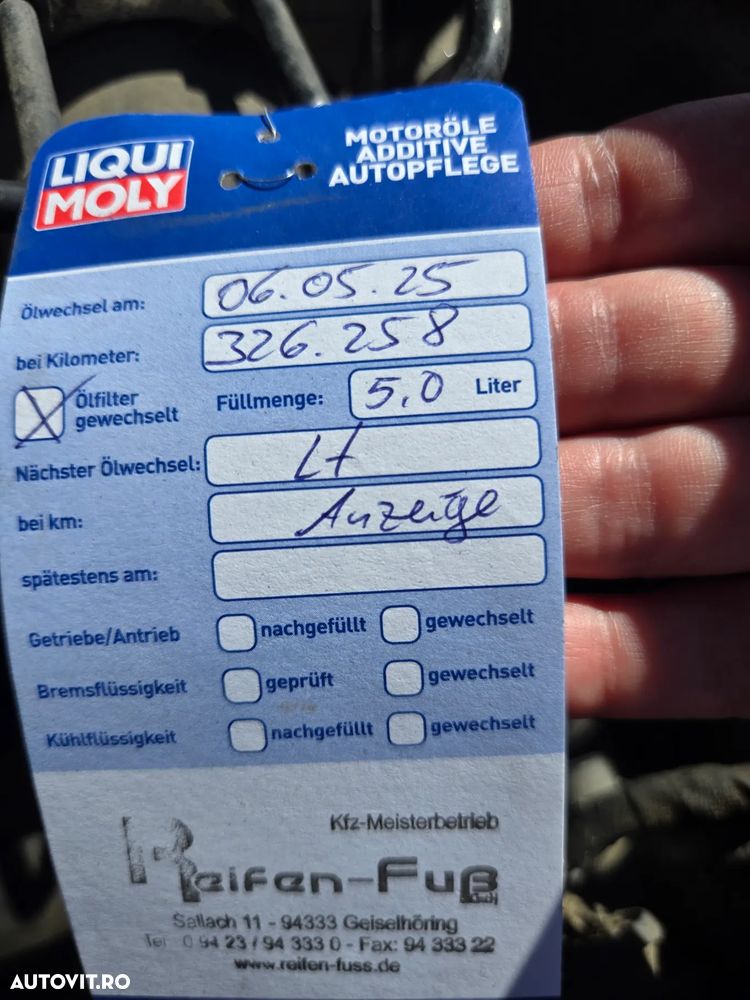 LIQUI MOLY
MOTORÖLE
ADDITIVE
AUTOPFLEGE
Ölwechsel am: 06.05.25
bei Kilometer: 326.258
Ölfilter gewechselt
Füllmenge: 5,0 Liter
Nächster Ölwechsel: Lt
bei km: Anzeige
spätestens am:
Getriebe/Antrieb nachgefüllt gewechselt
Bremsflüssigkeit geprüft gewechselt
Kühlflüssigkeit nachgefüllt gewechselt
Kfz-Meisterbetrieb
Reifen-Fuß
Sallach 11 - 94333 Geiselhöring
Tel 0 94 23 / 94 333 0 - Fax: 94 333 22
www.reifen-fuss.de
AUTOVIT.RO